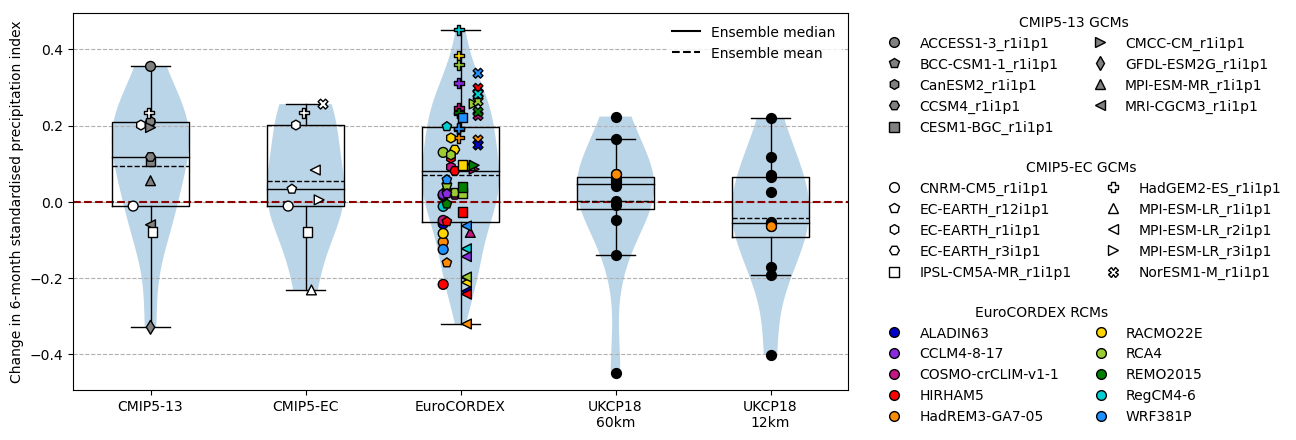 Change in 6-month standardised precipitation index
0.4
0.2
0.0
−0.2
−0.4
CMIP5-13
CMIP5-EC
EuroCORDEX
UKCP18
60km
UKCP18
12km
Ensemble median
Ensemble mean
CMIP5-13 GCMs
ACCESS1-3_r1i1p1
BCC-CSM1-1_r1i1p1
CanESM2_r1i1p1
CCSM4_r1i1p1
CESM1-BGC_r1i1p1
CMCC-CM_r1i1p1
GFDL-ESM2G_r1i1p1
MPI-ESM-MR_r1i1p1
MRI-CGCM3_r1i1p1
CMIP5-EC GCMs
CNRM-CM5_r1i1p1
EC-EARTH_r12i1p1
EC-EARTH_r1i1p1
EC-EARTH_r3i1p1
IPSL-CM5A-MR_r1i1p1
HadGEM2-ES_r1i1p1
MPI-ESM-LR_r1i1p1
MPI-ESM-LR_r2i1p1
MPI-ESM-LR_r3i1p1
NorESM1-M_r1i1p1
EuroCORDEX RCMs
ALADIN63
CCLM4-8-17
COSMO-crCLIM-v1-1
HIRHAM5
HadREM3-GA7-05
RACMO22E
RCA4
REMO2015
RegCM4-6
WRF381P